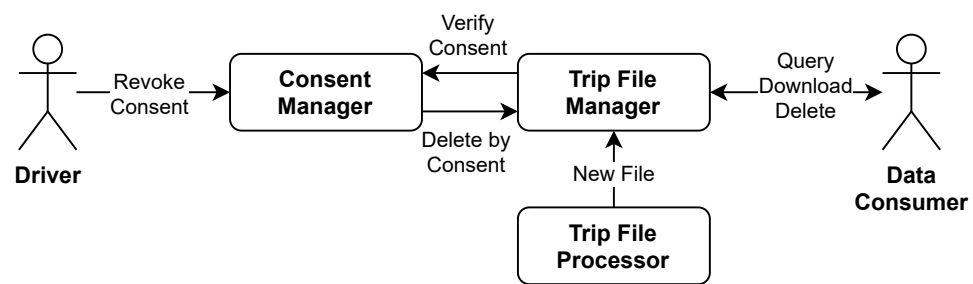 Driver
Revoke
Consent
Consent
Manager
Verify
Consent
Delete by
Consent
Trip File
Manager
New File
Trip File
Processor
Query
Download
Delete
Data
Consumer